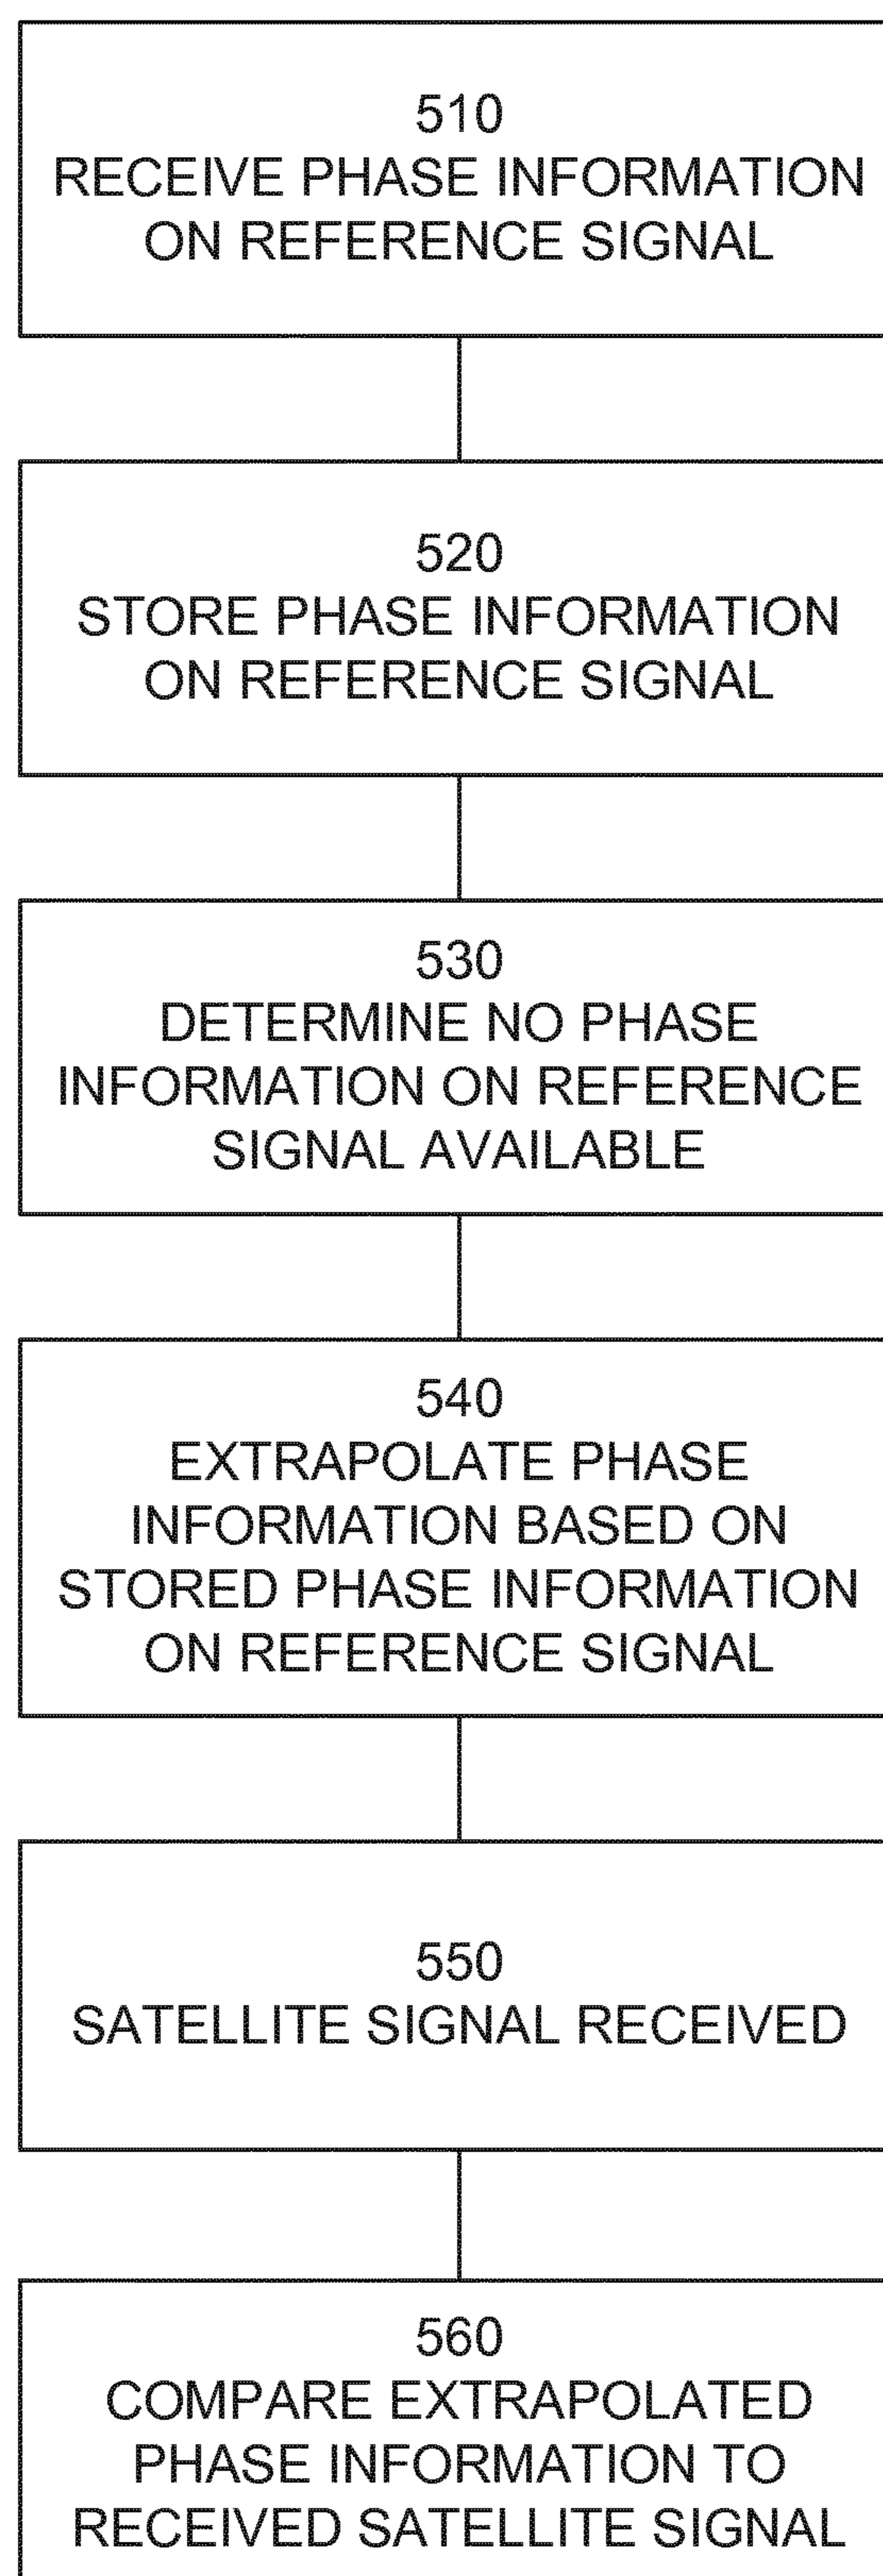 510
RECEIVE PHASE INFORMATION
ON REFERENCE SIGNAL
520
STORE PHASE INFORMATION
ON REFERENCE SIGNAL
530
DETERMINE NO PHASE
INFORMATION ON REFERENCE
SIGNAL AVAILABLE
540
EXTRAPOLATE PHASE
INFORMATION BASED ON
STORED PHASE INFORMATION
ON REFERENCE SIGNAL
550
SATELLITE SIGNAL RECEIVED
560
COMPARE EXTRAPOLATED
PHASE INFORMATION TO
RECEIVED SATELLITE SIGNAL